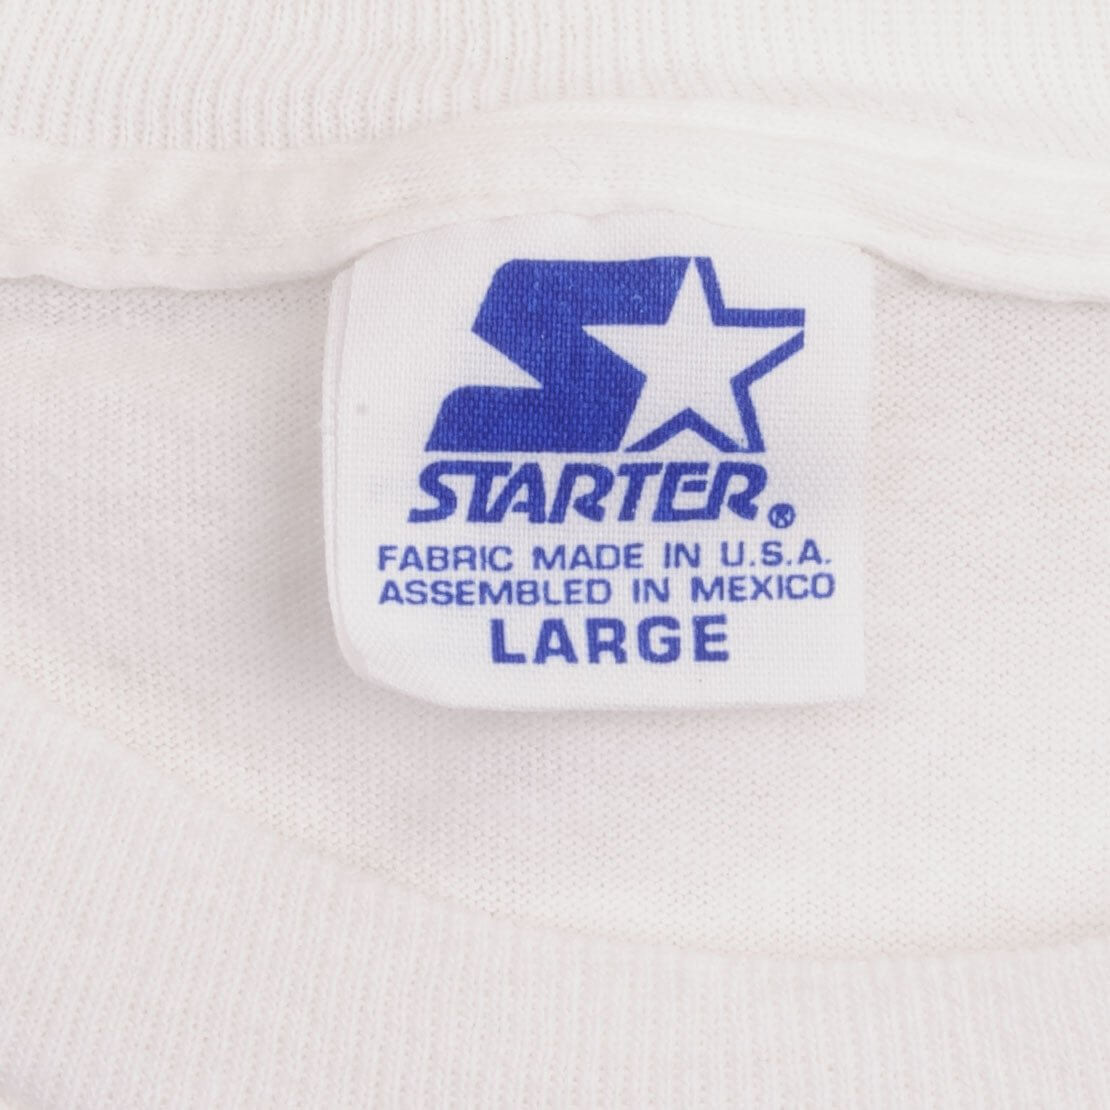 STARTER®
FABRIC MADE IN U.S.A.
ASSEMBLED IN MEXICO
LARGE